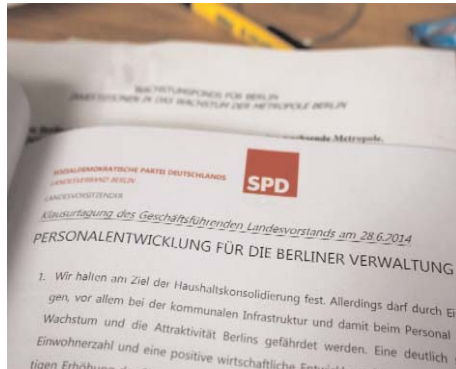 WACHSTUMSFONDS FÜR BERLIN
INVESTITIONEN IN DAS WACHSTUM DER METROPOLE BERLIN
Metropole.
SOZIALDEMOKRATISCHE PARTEI DEUTSCHLANDS
LANDESVERBAND BERLIN
SPD
LANDESVORSITZENDER
Klausurtagung des Geschäftsführenden Landesvorstands am 28.6.2014
PERSONALENTWICKLUNG FÜR DIE BERLINER VERWALTUNG
1. Wir halten am Ziel der Haushaltskonsolidierung fest. Allerdings darf durch Ei
gen, vor allem bei der kommunalen Infrastruktur und damit beim Personal
Wachstum und die Attraktivität Berlins gefährdet werden. Eine deutlich
Einwohnerzahl und eine positive wirtschaftliche
tigen Erhöhung